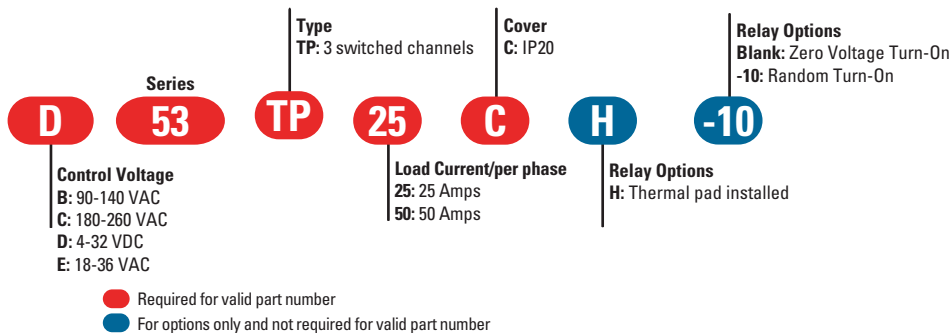 Type
TP: 3 switched channels
Cover
C: IP20
Relay Options
Blank: Zero Voltage Turn-On
-10: Random Turn-On
Series
D 53 TP 25 C H -10
Control Voltage
B: 90-140 VAC
C: 180-260 VAC
D: 4-32 VDC
E: 18-36 VAC
Load Current/per phase
25: 25 Amps
50: 50 Amps
Relay Options
H: Thermal pad installed
Required for valid part number
For options only and not required for valid part number